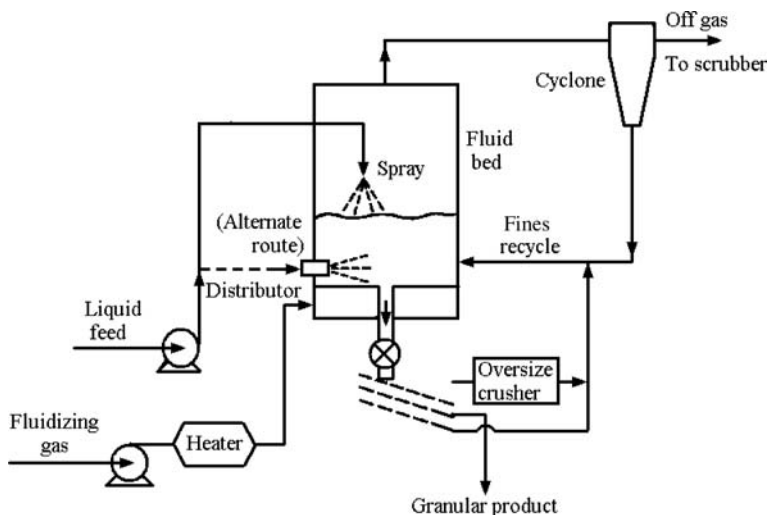 Off gas
To scrubber
Cyclone
Fluid
bed
Spray
(Alternate
route)
Fines
recycle
Distributor
Liquid
feed
Oversize
crusher
Fluidizing
gas
Heater
Granular product